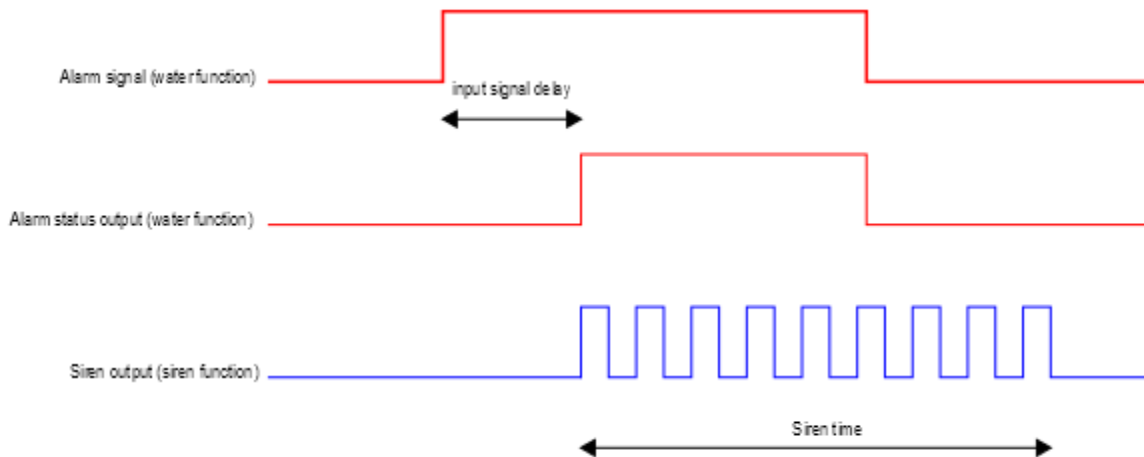 Alarm signal (water function)
input signal delay
Alarm status output (water function)
Siren output (siren function)
Siren time